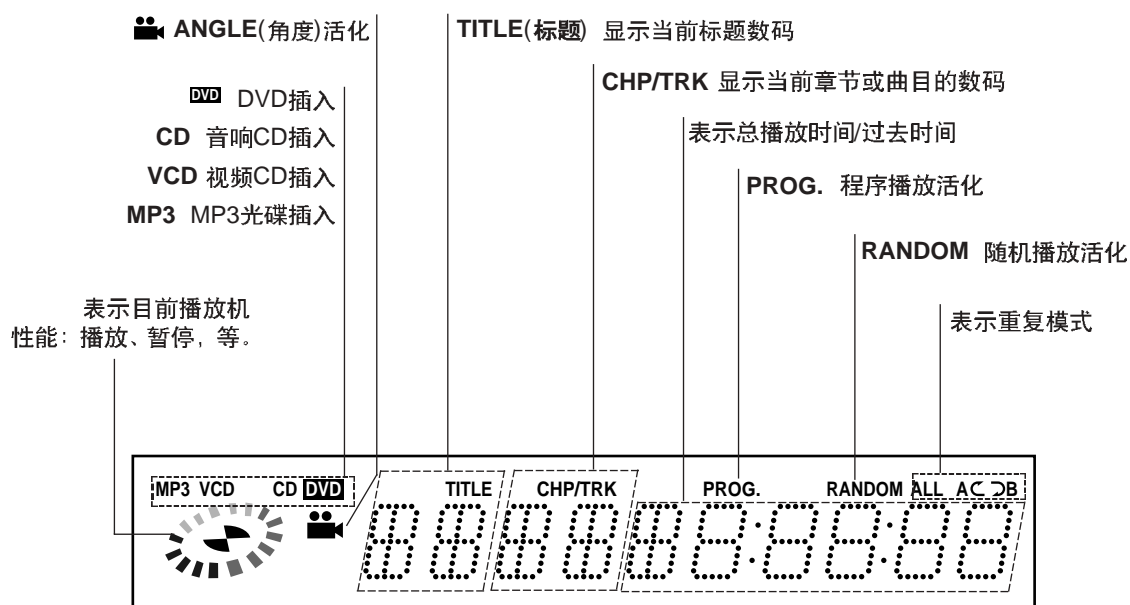 ANGLE(角度)活化
TITLE(标题) 显示当前标题数码
CHP/TRK 显示当前章节或曲目的数码
DVD DVD插入
CD 音响CD插入
VCD 视频CD插入
MP3 MP3光碟插入
表示总播放时间/过去时间
PROG. 程序播放活化
RANDOM 随机播放活化
表示目前播放机
性能：播放、暂停，等。
表示重复模式
MP3 VCD CD DVD TITLE CHP/TRK PROG. RANDOM ALL A B